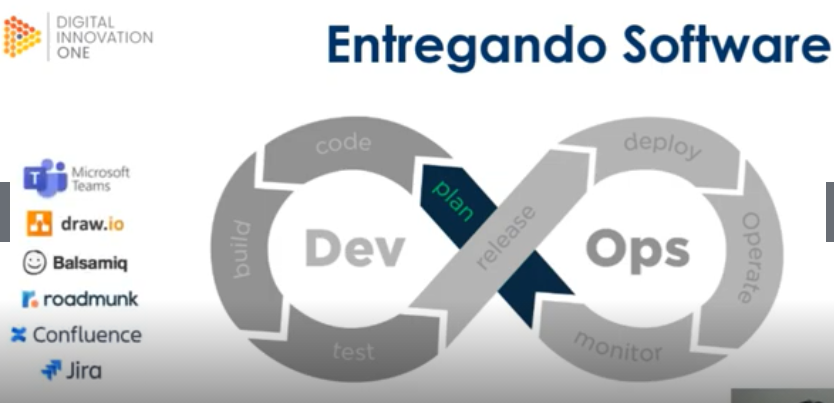 DIGITAL
INNOVATION
ONE
Entregando Software
Microsoft
Teams
draw.io
Balsamiq
roadmunk
Confluence
Jira
code
plan
build
Dev
test
release
deploy
Ops
Operate
monitor